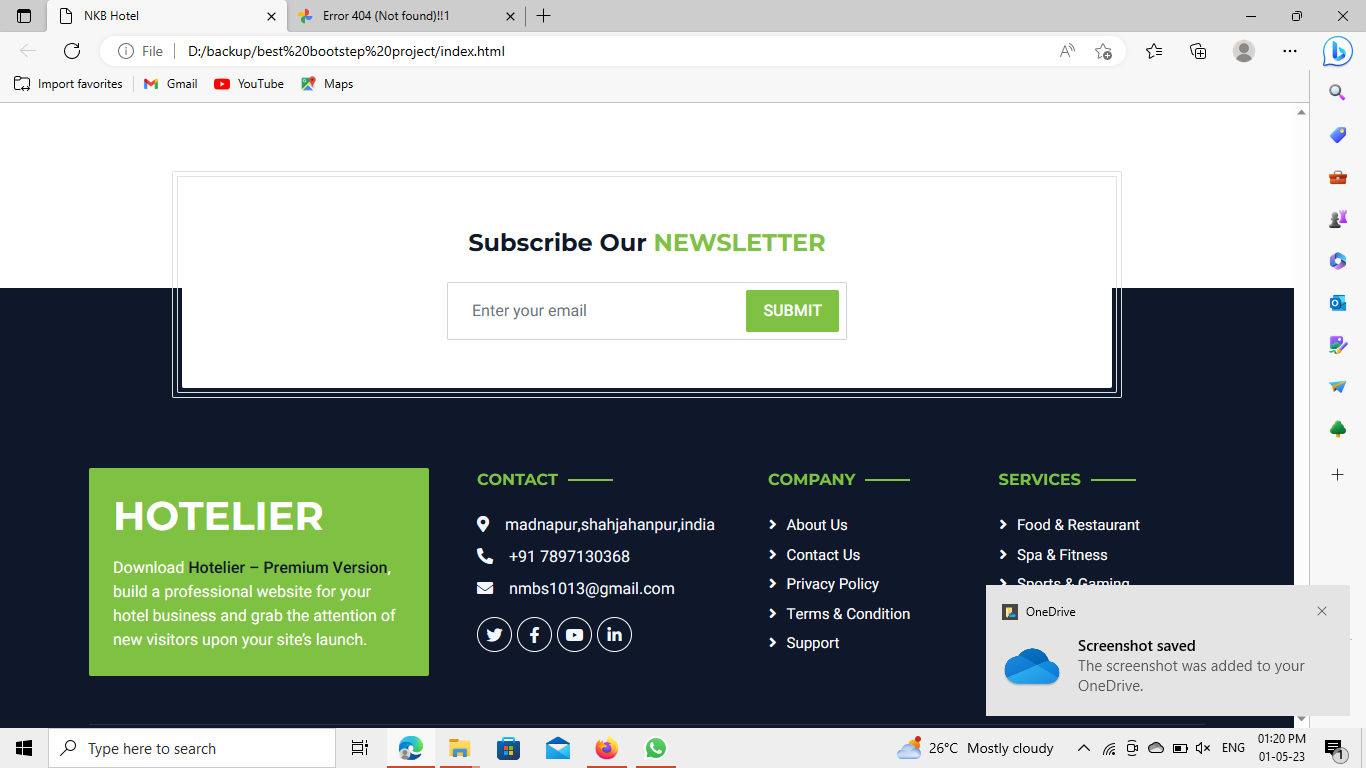 NKB Hotel
Error 404 (Not found)!!1
File
D:/backup/best%20bootstep%20project/index.html
Import favorites
Gmail
YouTube
Maps
Subscribe Our NEWSLETTER
Enter your email
SUBMIT
HOTELIER
Download Hotelier – Premium Version,
build a professional website for your
hotel business and grab the attention of
new visitors upon your site’s launch.
CONTACT
madnapur,shahjahanpur,india
+91 7897130368
nmbs1013@gmail.com
COMPANY
About Us
Contact Us
Privacy Policy
Terms & Condition
Support
SERVICES
Food & Restaurant
Spa & Fitness
Sports & Gaming
OneDrive
Screenshot saved
The screenshot was added to your
OneDrive.
Type here to search
26°C Mostly cloudy
ENG
01:20 PM
01-05-23
1